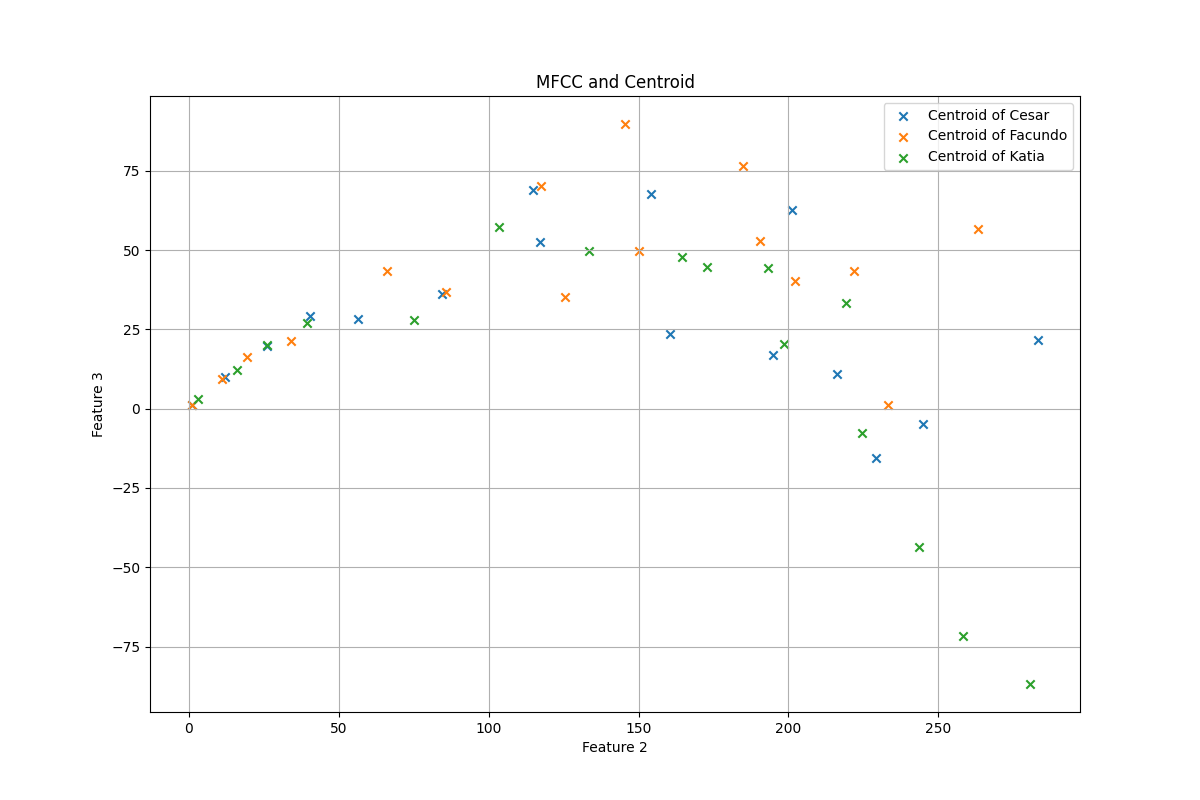 MFCC and Centroid
Centroid of Cesar
Centroid of Facundo
Centroid of Katia
75
50
25
0
−25
−50
−75
Feature 3
0 50 100 150 200 250
Feature 2